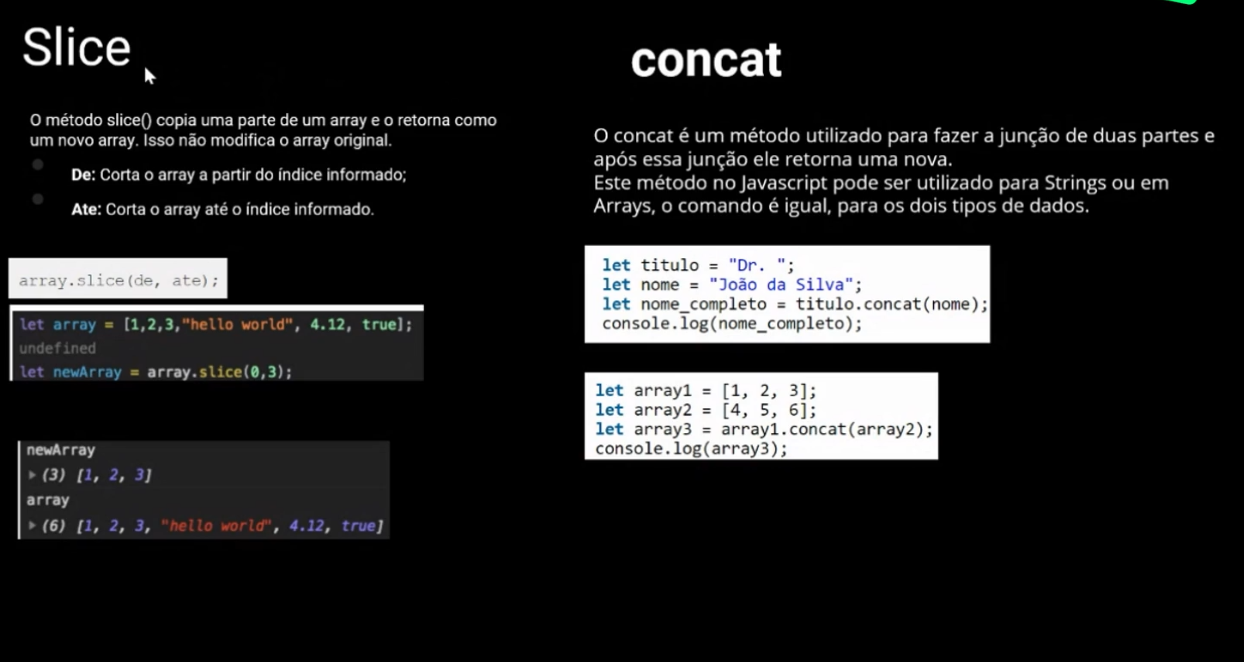 Slice
O método slice() copia uma parte de um array e o retorna como
um novo array. Isso não modifica o array original.
De: Corta o array a partir do índice informado;
Ate: Corta o array até o índice informado.
array.slice(de, ate);
let array = [1,2,3,"hello world", 4.12, true];
undefined
let newArray = array.slice(0,3);
newArray
(3) [1, 2, 3]
array
(6) [1, 2, 3, "hello world", 4.12, true]
concat
O concat é um método utilizado para fazer a junção de duas partes e
após essa junção ele retorna uma nova.
Este método no Javascript pode ser utilizado para Strings ou em
Arrays, o comando é igual, para os dois tipos de dados.
let titulo = "Dr. ";
let nome = "João da Silva";
let nome_completo = titulo.concat(nome);
console.log(nome_completo);
let array1 = [1, 2, 3];
let array2 = [4, 5, 6];
let array3 = array1.concat(array2);
console.log(array3);